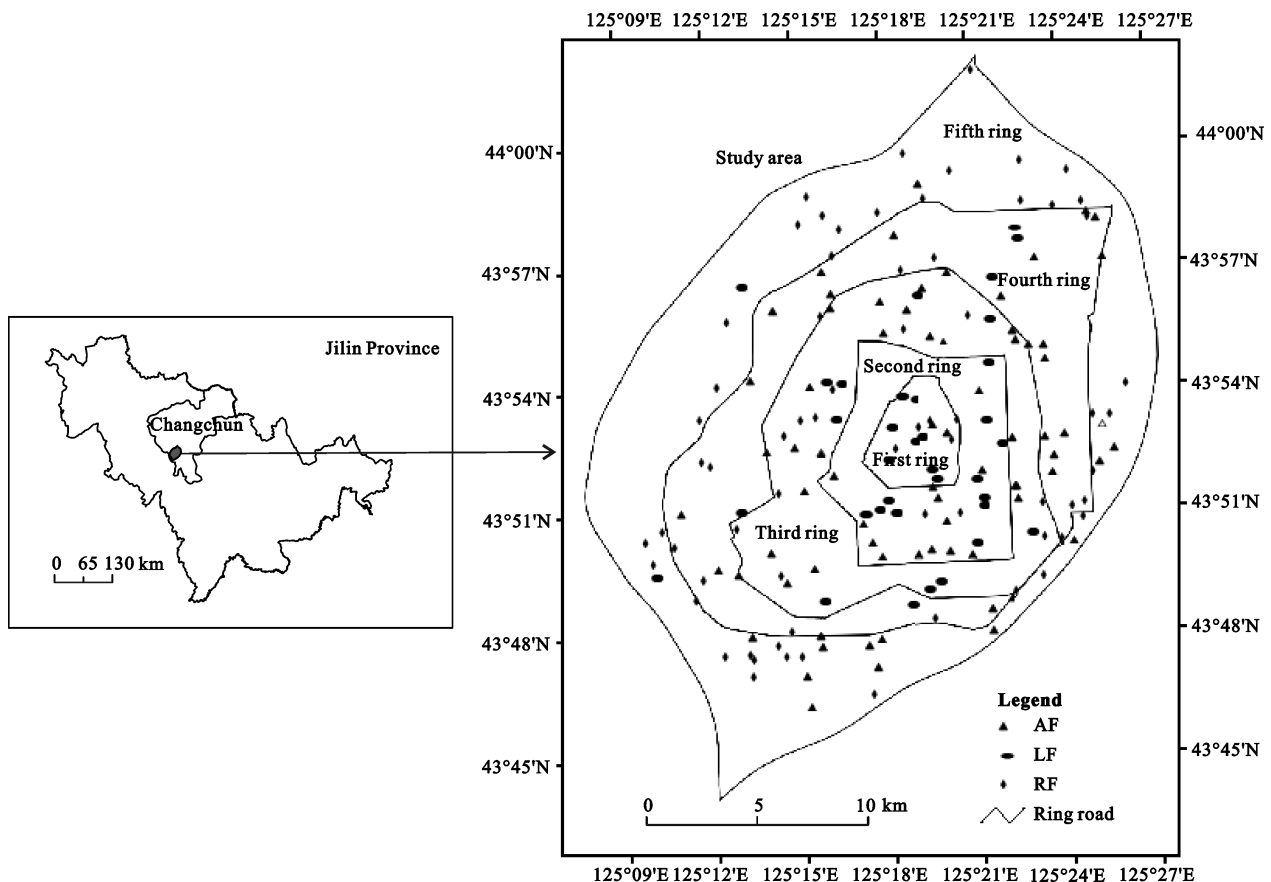 125°09'E 125°12'E 125°15'E 125°18'E 125°21'E 125°24'E 125°27'E
44°00'N
43°57'N
43°54'N
43°51'N
43°48'N
43°45'N
Jilin Province
Changchun
0 65 130 km
Study area
Fifth ring
Fourth ring
Second ring
First ring
Third ring
44°00'N
43°57'N
43°54'N
43°51'N
43°48'N
43°45'N
Legend
AF
LF
RF
Ring road
0 5 10 km
125°09'E 125°12'E 125°15'E 125°18'E 125°21'E 125°24'E 125°27'E